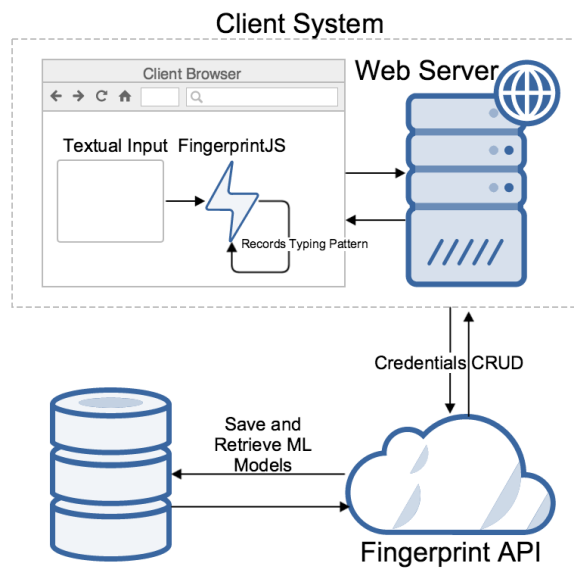 Client System
Client Browser
Web Server
Textual Input
FingerprintJS
Records Typing Pattern
Credentials CRUD
Save and
Retrieve ML
Models
Fingerprint API